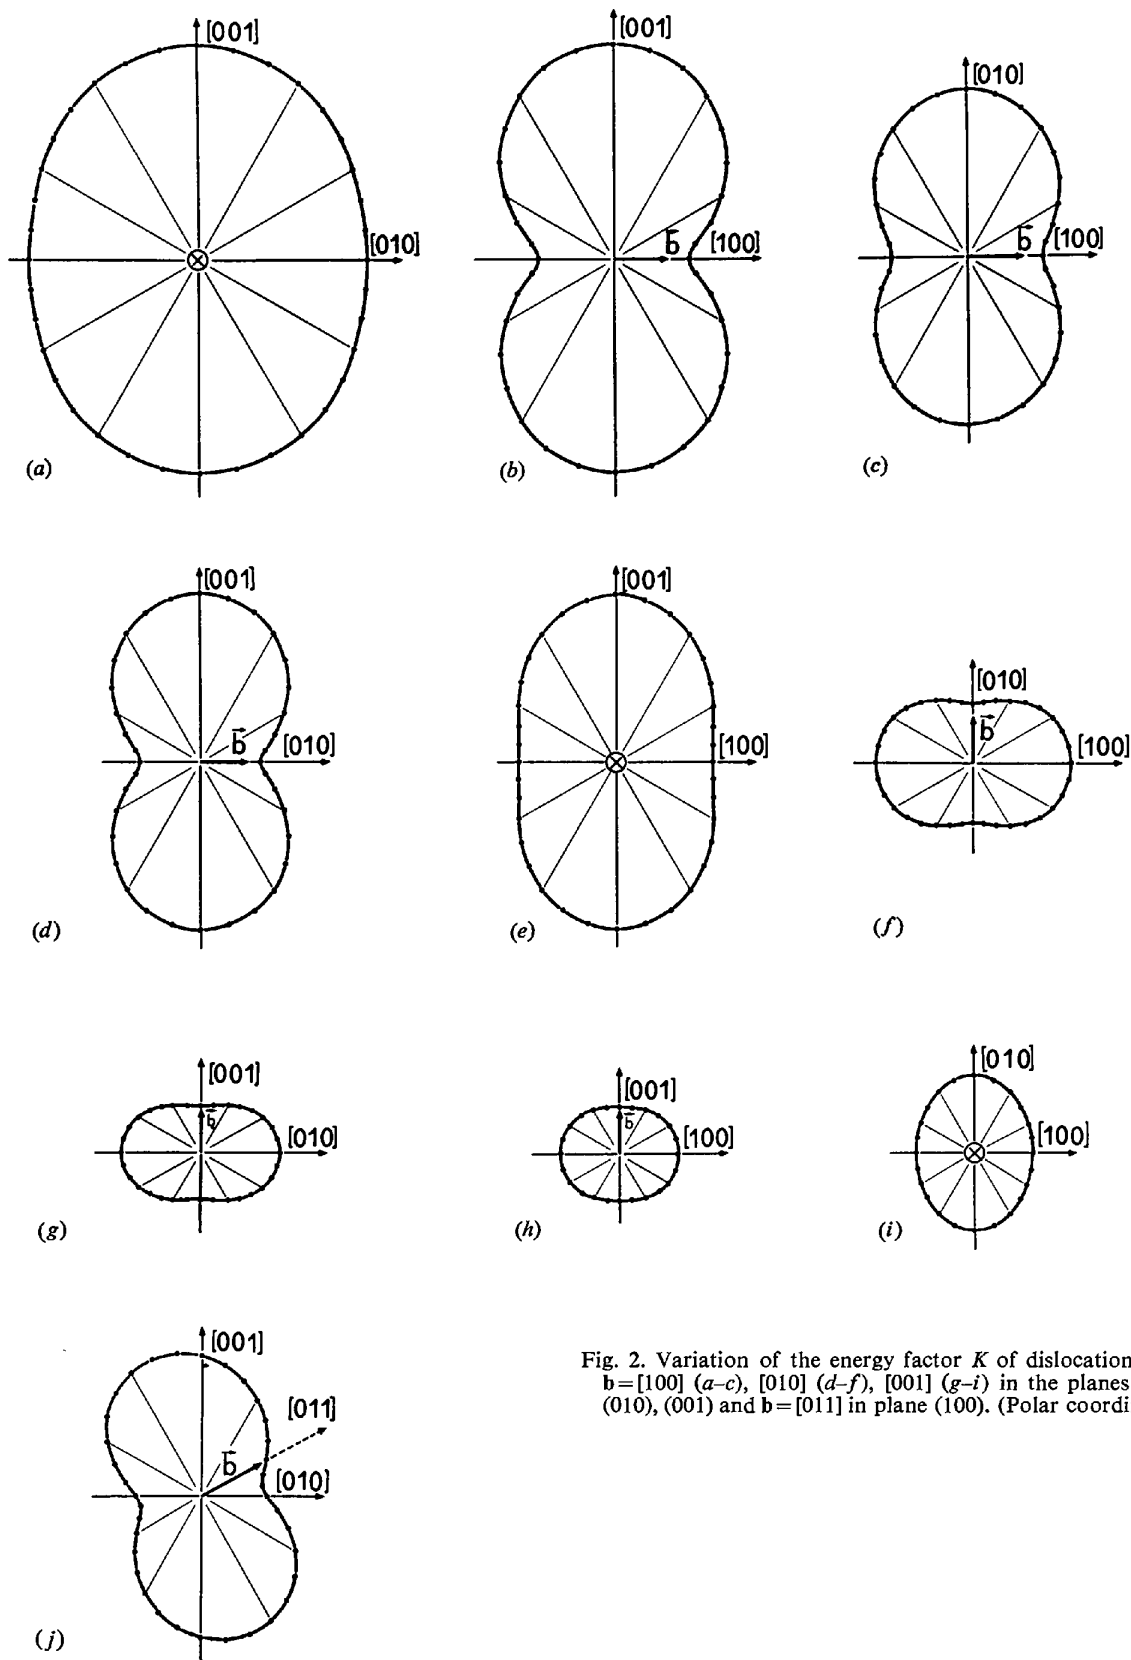 [001]
[010]
(a)
[001]
b [100]
(b)
[010]
b [100]
(c)
[001]
b [010]
(d)
[001]
[100]
(e)
[010]
b
[100]
(f)
[001]
b
[010]
(g)
[001]
b
[100]
(h)
[010]
[100]
(i)
[001]
[011]
b
[010]
(j)
Fig. 2. Variation of the energy factor K of dislocation
b=[100] (a–c), [010] (d–f), [001] (g–i) in the planes
(010), (001) and b=[011] in plane (100). (Polar coordi